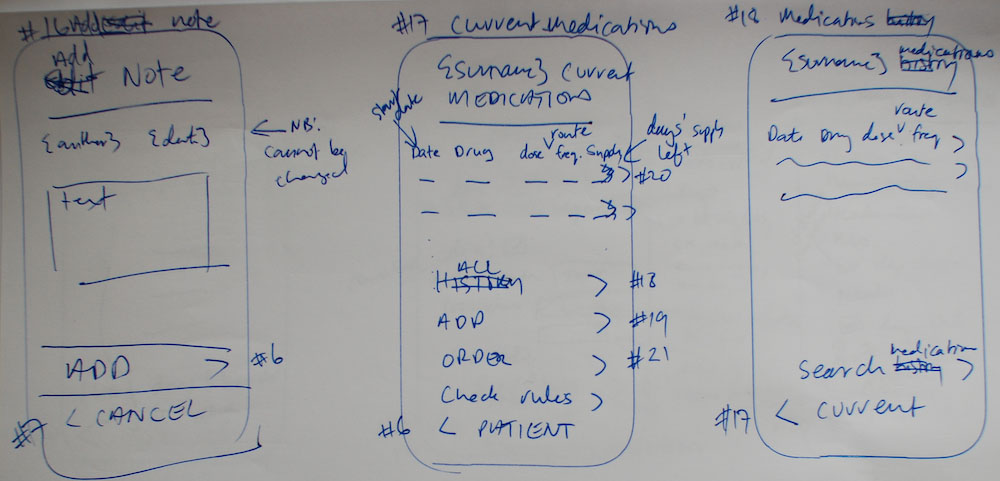 #16 Add note
Add
Note
{author} {date}
← NB:
cannot be
changed
text
ADD > #6
#7 < CANCEL
#17 Current medications
{surname} current
MEDICATIONS
start
date
route
days' supply
left
Date Drug dose freq. Supply
> #20
>
ALL
HISTORY > #18
ADD > #19
ORDER > #21
Check rules >
#6 < PATIENT
#18 medications history
{surname} medications
history
route
Date Drug dose freq. >
>
medication
Search history >
#17 < current